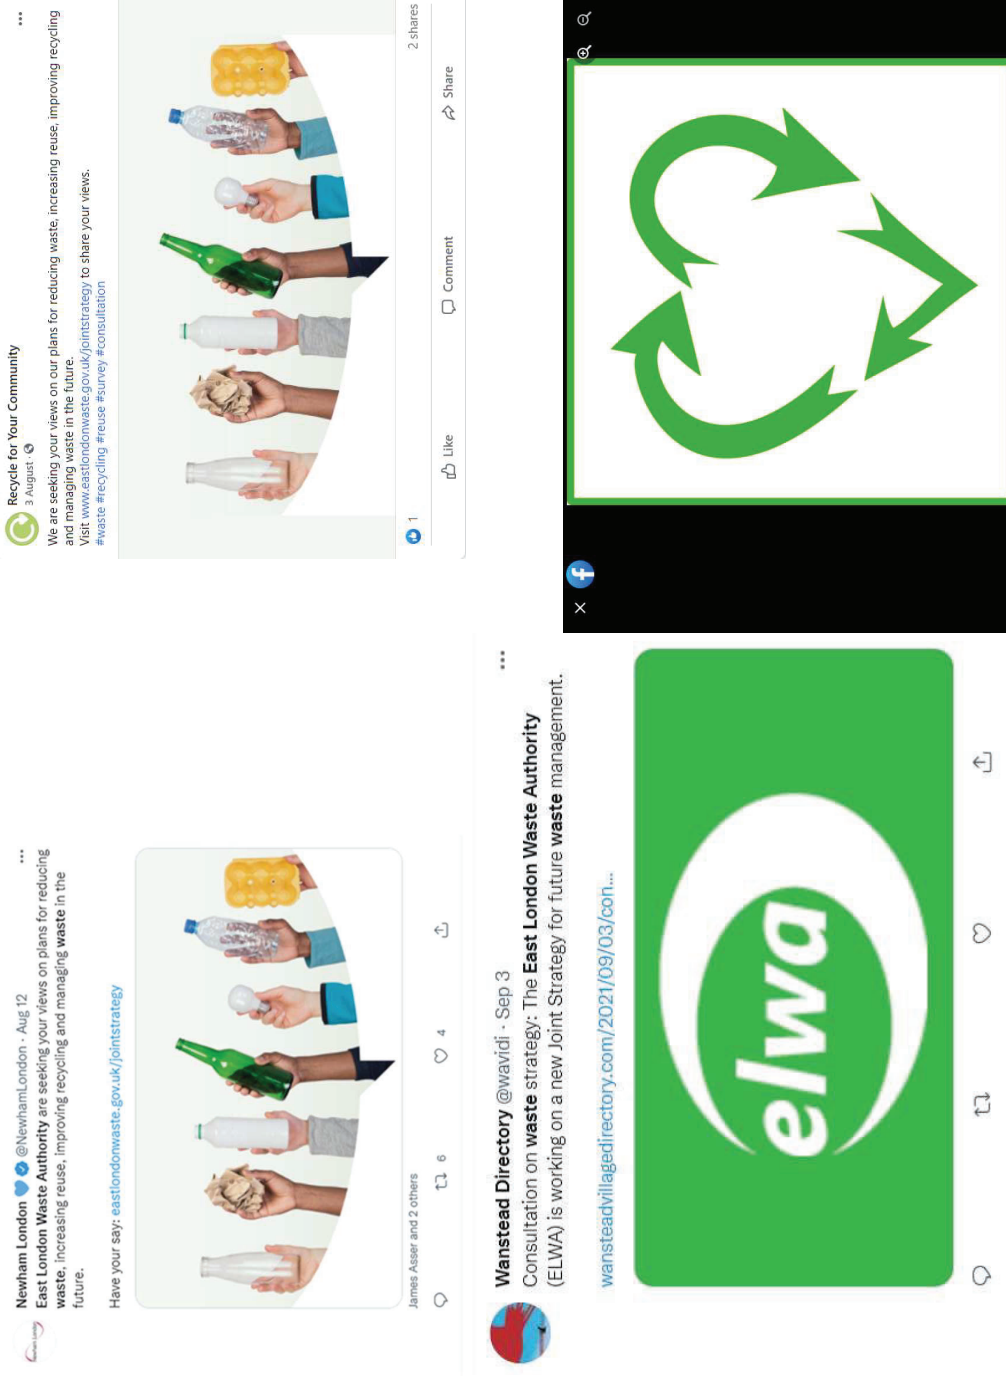 Newham London @NewhamLondon · Aug 12
East London Waste Authority are seeking your views on plans for reducing
waste, increasing reuse, improving recycling and managing waste in the
future.
Have your say: eastlondonwaste.gov.uk/jointstrategy
James Asser and 2 others
6
4
Recycle for Your Community
3 August ·
We are seeking your views on our plans for reducing waste, increasing reuse, improving recycling
and managing waste in the future.
Visit www.eastlondonwaste.gov.uk/jointstrategy to share your views.
#waste #recycling #reuse #survey #consultation
1
2 shares
Like
Comment
Share
Wanstead Directory @wavidi · Sep 3
Consultation on waste strategy: The East London Waste Authority
(ELWA) is working on a new Joint Strategy for future waste management.
wansteadvillagedirectory.com/2021/09/03/con...
elwa